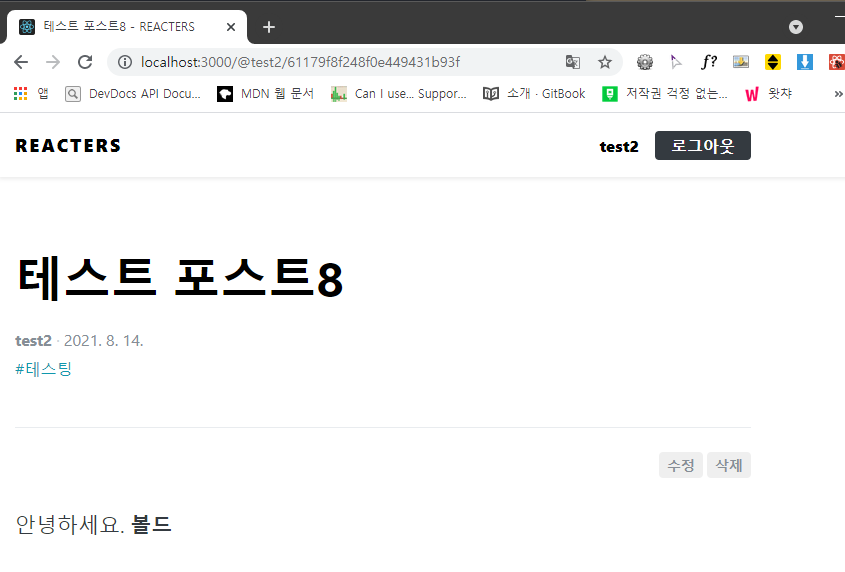 테스트 포스트8 - REACTERS
localhost:3000/@test2/61179f8f248f0e449431b93f
f?
앱 DevDocs API Docu... MDN 웹 문서 Can I use... Suppor... 소개 · GitBook 저작권 걱정 없는... W 왓챠 »
REACTERS test2 로그아웃
테스트 포스트8
test2 · 2021. 8. 14.
#테스팅
수정 삭제
안녕하세요. 볼드